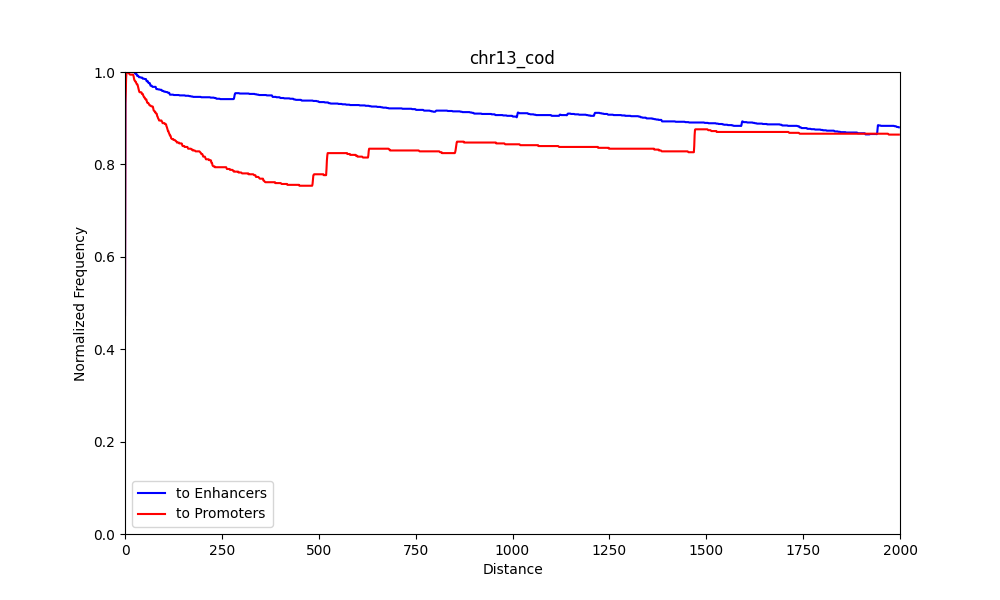 chr13_cod
Normalized Frequency
1.0
0.8
0.6
0.4
0.2
0.0
to Enhancers
to Promoters
0 250 500 750 1000 1250 1500 1750 2000
Distance